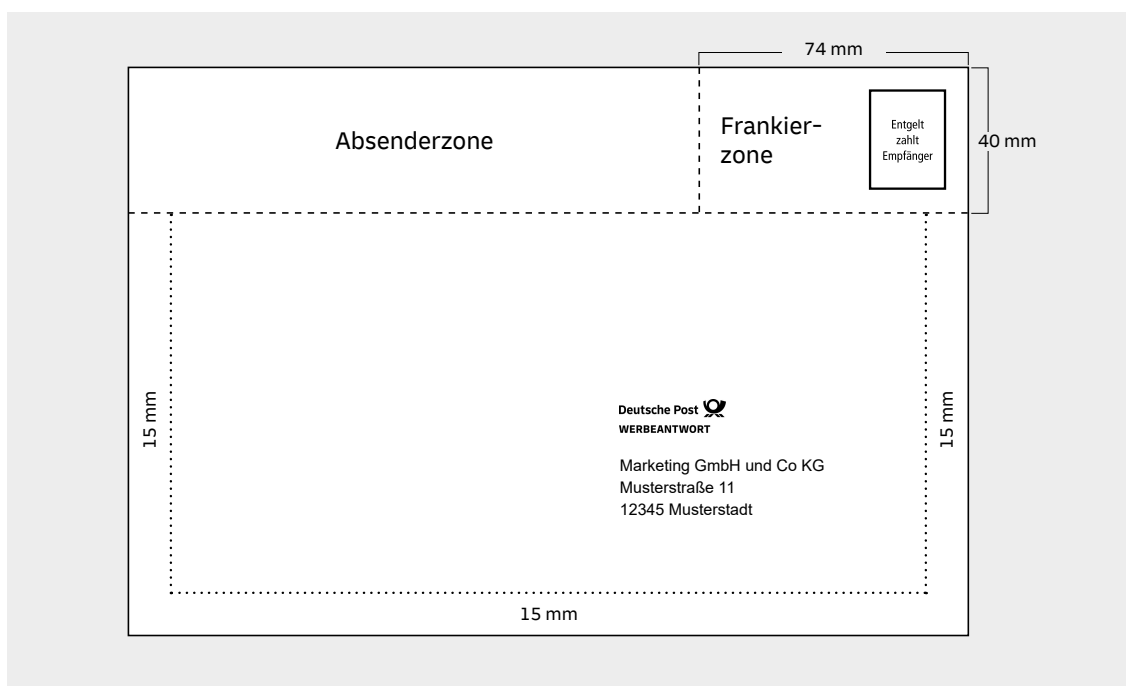 74 mm
Absenderzone
Frankier-
zone
Entgelt
zahlt
Empfänger
40 mm
15 mm
15 mm
Deutsche Post
WERBEANTWORT
Marketing GmbH und Co KG
Musterstraße 11
12345 Musterstadt
15 mm